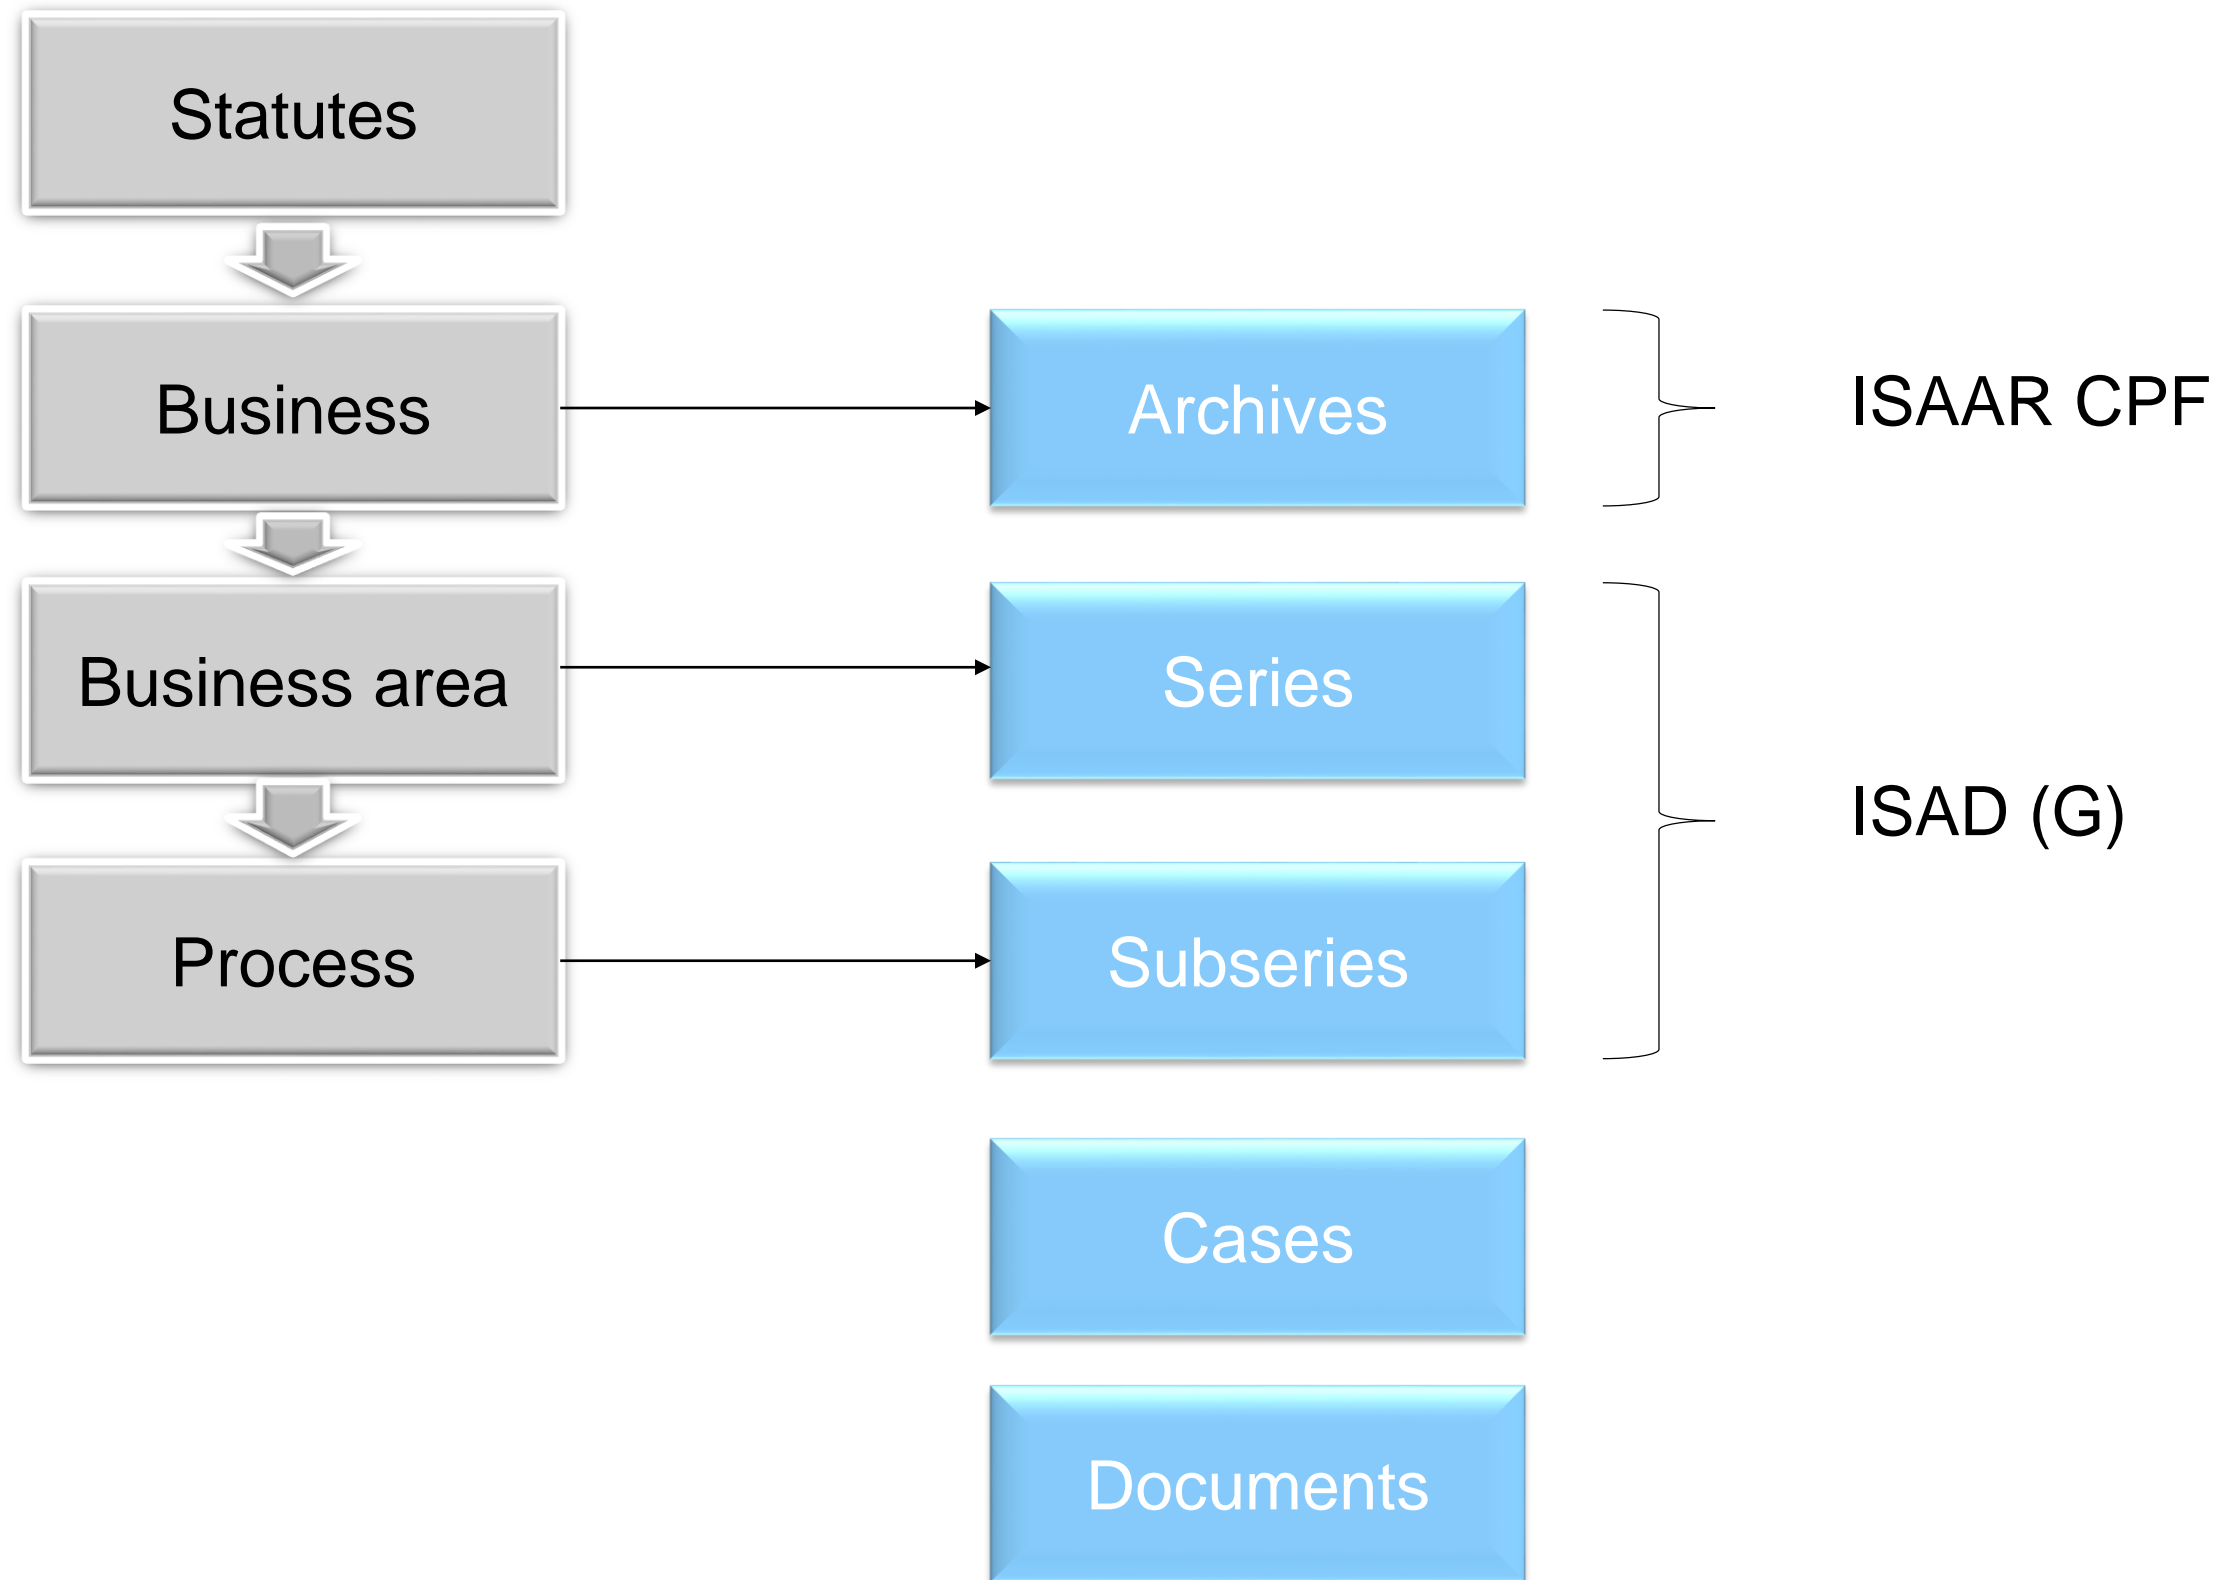 Statutes
Business
Archives
ISAAR CPF
Business area
Series
ISAD (G)
Process
Subseries
Cases
Documents